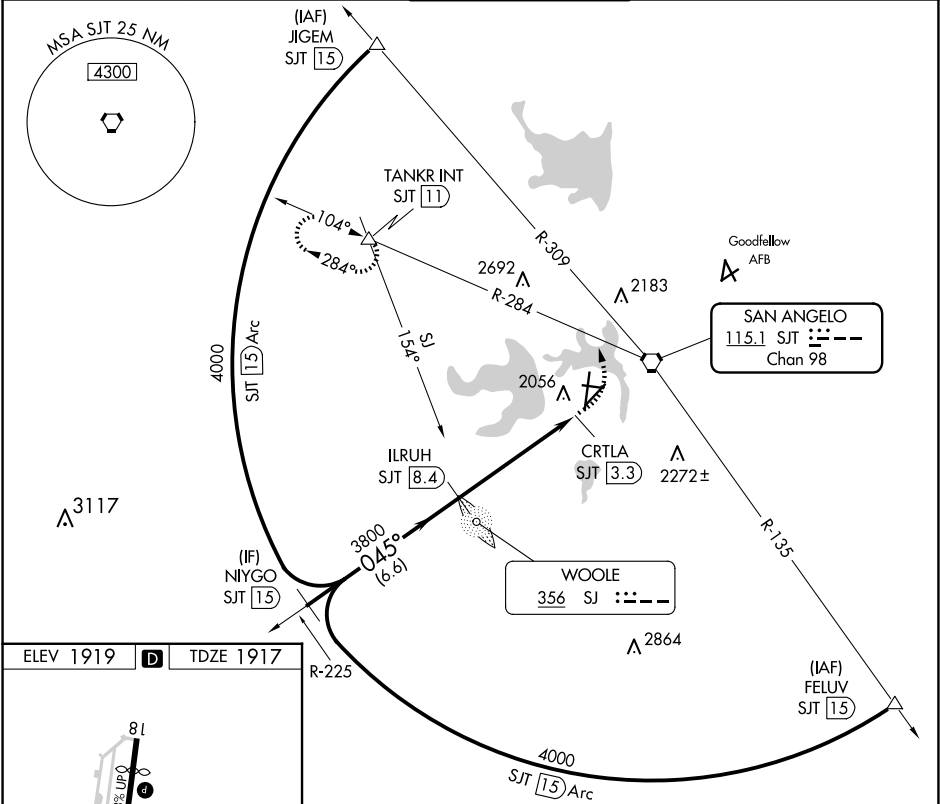 MSA SJT 25 NM
4300
(IAF)
JIGEM
SJT 15
TANKR INT
SJT 11
104°
284°
R-309
2692
R-284
2183
Goodfellow
AFB
SAN ANGELO
115.1 SJT
Chan 98
4000
SJT 15 Arc
SJ
154°
2056
CRTLA
SJT 3.3
2272±
ILRUH
SJT 8.4
3117
3800
045°
(6.6)
(IF)
NIYGO
SJT 15
R-135
WOOLE
356 SJ
2864
R-225
(IAF)
FELUV
SJT 15
4000
SJT 15 Arc
ELEV 1919 D TDZE 1917
18
% UP
P